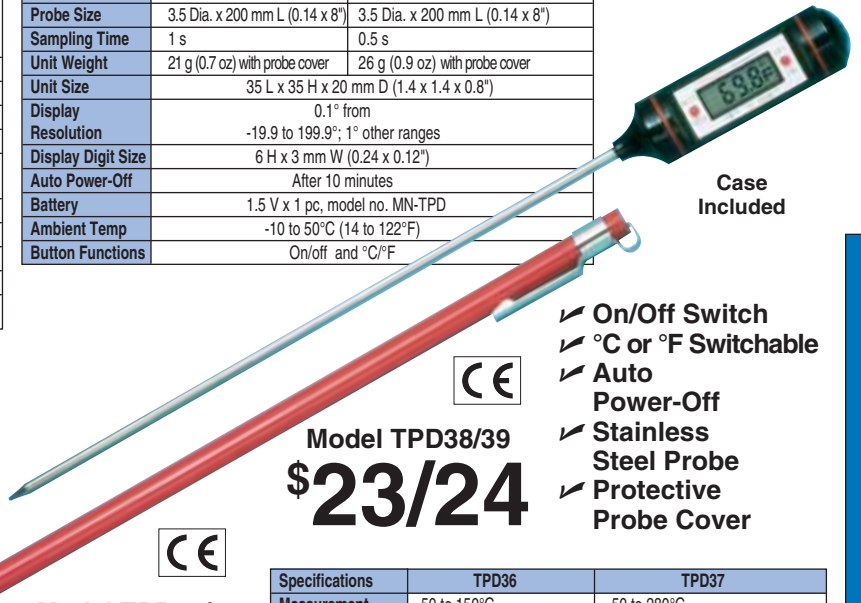 Probe Size 3.5 Dia. x 200 mm L (0.14 x 8") 3.5 Dia. x 200 mm L (0.14 x 8")
Sampling Time 1 s 0.5 s
Unit Weight 21 g (0.7 oz) with probe cover 26 g (0.9 oz) with probe cover
Unit Size 35 L x 35 H x 20 mm D (1.4 x 1.4 x 0.8")
Display 0.1° from
Resolution -19.9 to 199.9°; 1° other ranges
Display Digit Size 6 H x 3 mm W (0.24 x 0.12")
Auto Power-Off After 10 minutes
Battery 1.5 V x 1 pc, model no. MN-TPD
Ambient Temp -10 to 50°C (14 to 122°F)
Button Functions On/off and °C/°F
69.8F
Case
Included
On/Off Switch
°C or °F Switchable
Auto
Power-Off
Stainless
Steel Probe
Protective
Probe Cover
CE
Model TPD38/39
$23/24
CE
Specifications TPD36 TPD37